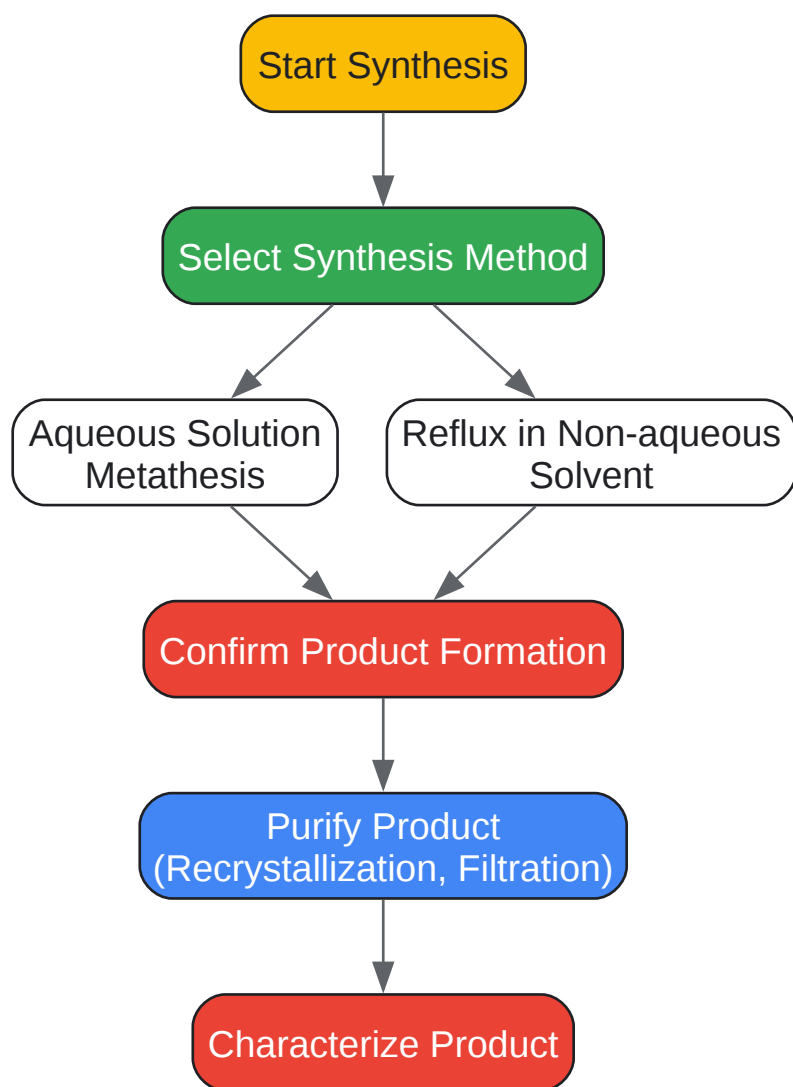 Start Synthesis
Select Synthesis Method
Aqueous Solution
Metathesis
Reflux in Non-aqueous
Solvent
Confirm Product Formation
Purify Product
(Recrystallization, Filtration)
Characterize Product